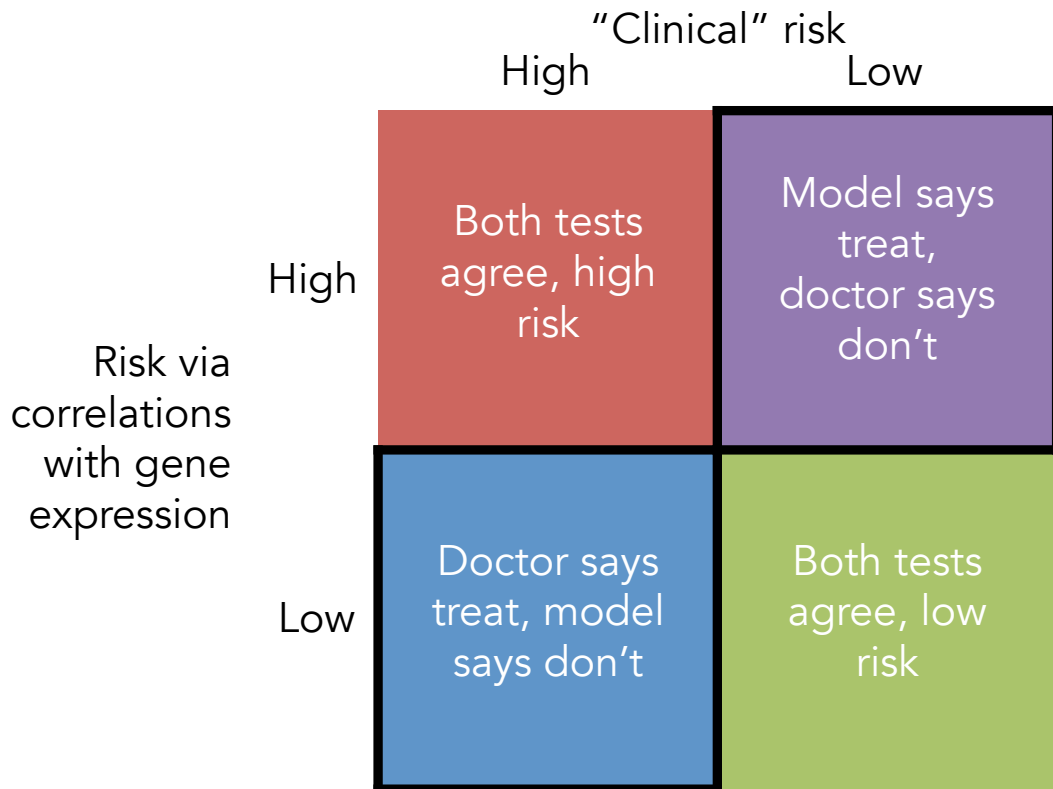 “Clinical” risk
High
Low
High
Both tests
agree, high
risk
Model says
treat,
doctor says
don’t
Risk via
correlations
with gene
expression
Low
Doctor says
treat, model
says don’t
Both tests
agree, low
risk